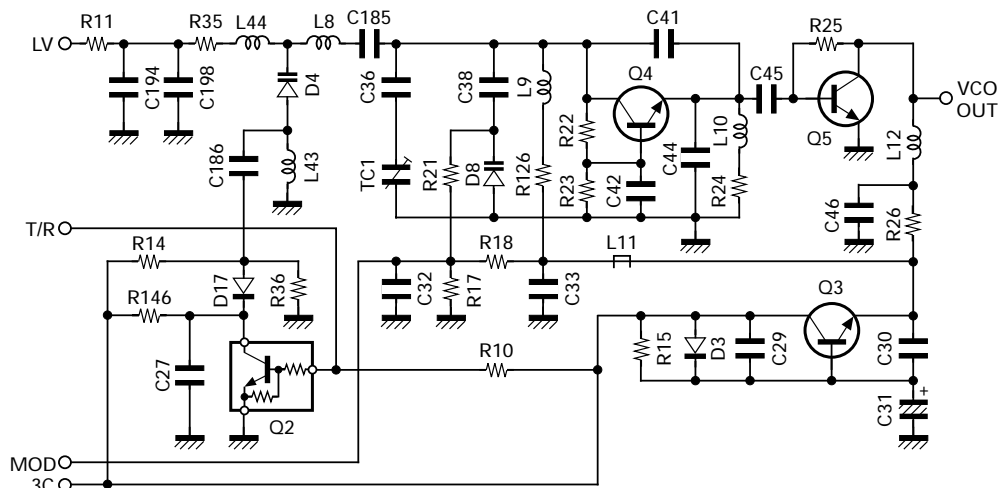 R11
R35
L44
L8
C185
C41
R25
LV
C194
C198
D4
C36
C38
L9
Q4
C45
Q5
VCO
OUT
C186
L43
TC1
R21
D8
R126
R22
R23
C42
C44
L10
R24
L12
C46
R26
T/R
R14
R18
L11
D17
R36
C32
R17
C33
R146
Q3
C27
R10
R15
D3
C29
C30
Q2
C31
+
MOD
3C